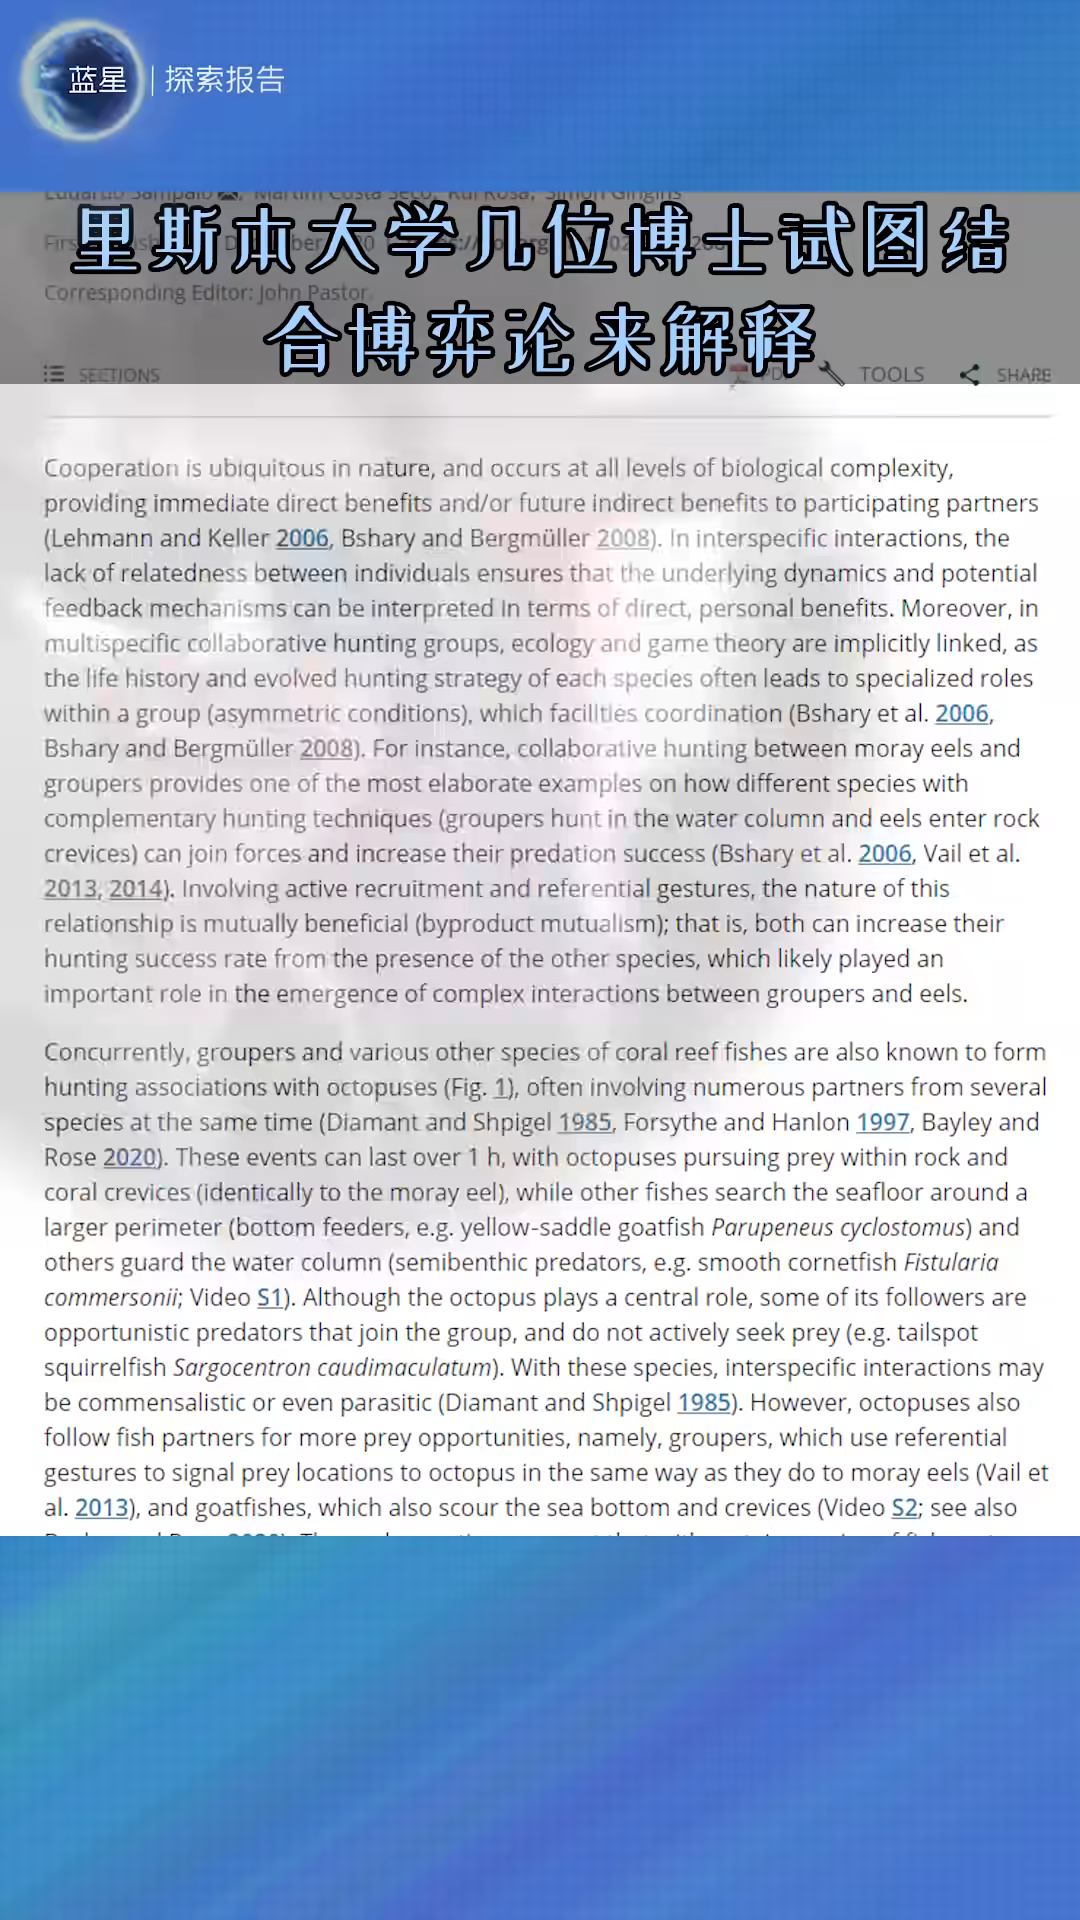 蓝星 | 探索报告
Eduardo Sampaio, Martim Costa Seco, Rui Rosa, Simon Gingins
里斯本大学几位博士试图结
合博弈论来解释
Corresponding Editor: John Pastor.
SECTIONS PDF TOOLS SHARE
Cooperation is ubiquitous in nature, and occurs at all levels of biological complexity,
providing immediate direct benefits and/or future indirect benefits to participating partners
(Lehmann and Keller 2006, Bshary and Bergmüller 2008). In interspecific interactions, the
lack of relatedness between individuals ensures that the underlying dynamics and potential
feedback mechanisms can be interpreted in terms of direct, personal benefits. Moreover, in
multispecific collaborative hunting groups, ecology and game theory are implicitly linked, as
the life history and evolved hunting strategy of each species often leads to specialized roles
within a group (asymmetric conditions), which facilities coordination (Bshary et al. 2006,
Bshary and Bergmüller 2008). For instance, collaborative hunting between moray eels and
groupers provides one of the most elaborate examples on how different species with
complementary hunting techniques (groupers hunt in the water column and eels enter rock
crevices) can join forces and increase their predation success (Bshary et al. 2006, Vail et al.
2013, 2014). Involving active recruitment and referential gestures, the nature of this
relationship is mutually beneficial (byproduct mutualism); that is, both can increase their
hunting success rate from the presence of the other species, which likely played an
important role in the emergence of complex interactions between groupers and eels.
Concurrently, groupers and various other species of coral reef fishes are also known to form
hunting associations with octopuses (Fig. 1), often involving numerous partners from several
species at the same time (Diamant and Shpigel 1985, Forsythe and Hanlon 1997, Bayley and
Rose 2020). These events can last over 1 h, with octopuses pursuing prey within rock and
coral crevices (identically to the moray eel), while other fishes search the seafloor around a
larger perimeter (bottom feeders, e.g. yellow-saddle goatfish Parupeneus cyclostomus) and
others guard the water column (semibenthic predators, e.g. smooth cornetfish Fistularia
commersonii; Video S1). Although the octopus plays a central role, some of its followers are
opportunistic predators that join the group, and do not actively seek prey (e.g. tailspot
squirrelfish Sargocentron caudimaculatum). With these species, interspecific interactions may
be commensalistic or even parasitic (Diamant and Shpigel 1985). However, octopuses also
follow fish partners for more prey opportunities, namely, groupers, which use referential
gestures to signal prey locations to octopus in the same way as they do to moray eels (Vail et
al. 2013), and goatfishes, which also scour the sea bottom and crevices (Video S2; see also